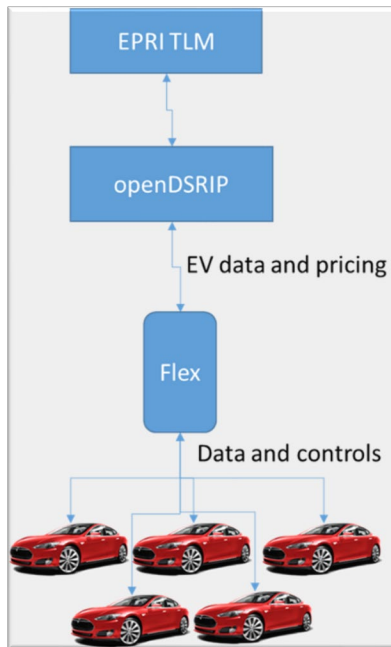 EPRI TLM
openDSRIP
EV data and pricing
Flex
Data and controls